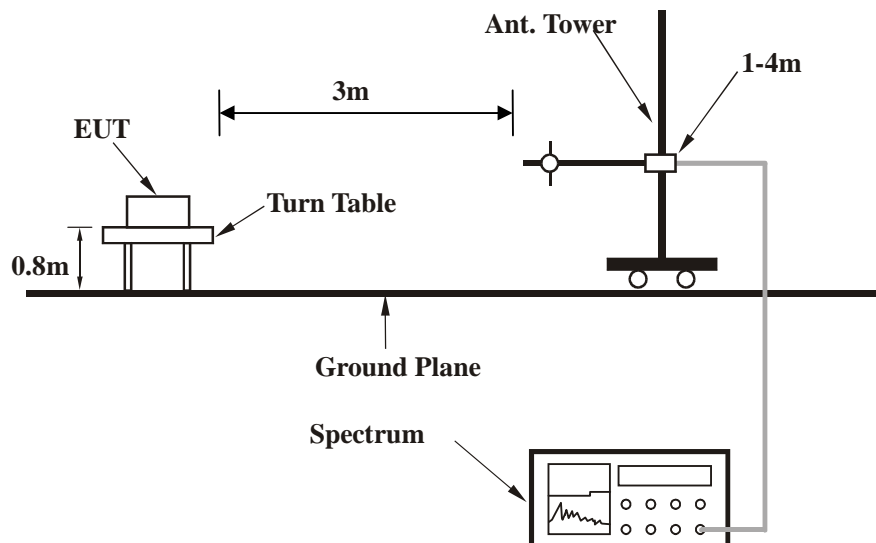 Ant. Tower
1-4m
3m
EUT
Turn Table
0.8m
Ground Plane
Spectrum